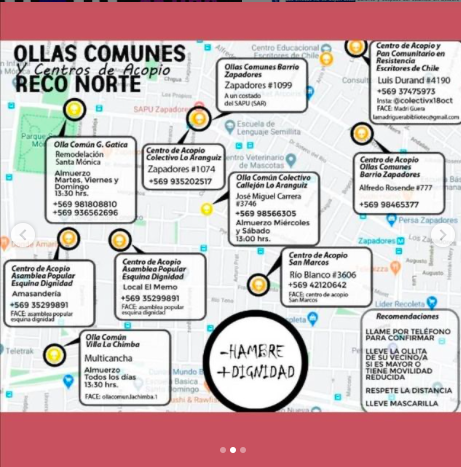 OLLAS COMUNES
Y Centros de Acopio
RECO NORTE
Ollas Comunes Barrio
Zapadores
Zapadores #1099
A un costado
del SAPU (SAR)
Centro de Acopio y
Pan Comunitario en
Resistencia
Escritores de Chile
Luis Durand #4190
+569 37475973
Insta: @colectivx18oct
FACE: Madri Guera
lamadriguerabiblioteca@gmail.com
Olla Común G. Gatica
Remodelación
Santa Mónica
Almuerzo
Martes, Viernes y
Domingo
13:30 hrs.
+569 981808810
+569 936562696
Centro de Acopio
Colectivo Lo Aranguiz
Zapadores #1074
+569 935202517
Olla Común Colectivo
Callejón Lo Aranguiz
José Miguel Carrera
#3746
+569 98566305
Almuerzo Miércoles
y Sábado
13:00 hrs.
Centro de Acopio
Ollas Comunes
Barrio Zapadores
Alfredo Rosende #777
+569 98465377
Centro de Acopio
Asamblea Popular
Esquina Dignidad
Amasandería
+569 35299891
FACE: asamblea popular
esquina dignidad
Centro de Acopio
Asamblea Popular
Esquina Dignidad
Local El Memo
+569 35299891
FACE: asamblea popular
esquina dignidad
Centro de Acopio
San Marcos
Río Blanco #3606
+569 42120642
FACE: centro de acopio
San Marcos
Olla Común
Villa La Chimba
Multicancha
Almuerzo
Todos los días
13:30 hrs.
FACE: ollacomun.lachimba.1
-HAMBRE
+DIGNIDAD
Recomendaciones
LLAME POR TELÉFONO
PARA CONFIRMAR
LLEVE LA OLLITA
DE SU VECINO/A
SI ES MAYOR O
TIENE MOVILIDAD
REDUCIDA
RESPETE LA DISTANCIA
LLEVE MASCARILLA
Centro Educacional
Escritores de C
SAPU Zapadores
Escuela de
Lenguaje Semillita
Centro Veterinario
de Mascotas
Persa Zapadores
Zapadores
Líder Recoleta
Teletrak
Mundo
Escuela Básica
Domingo